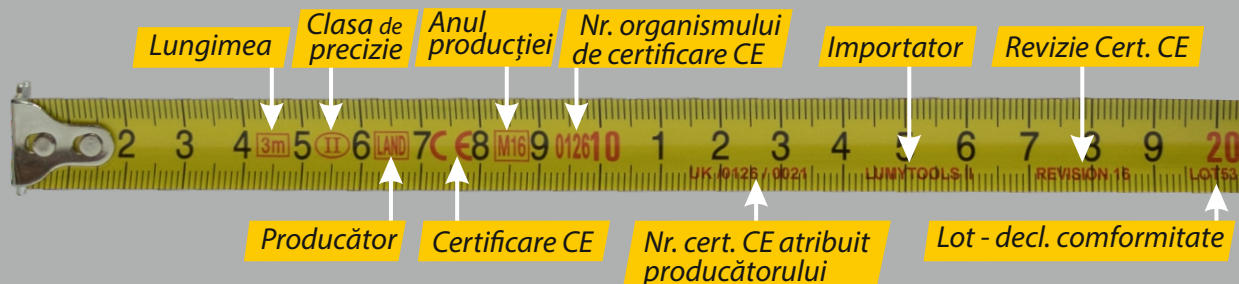 Lungimea
Clasa de
precizie
Anul
producției
Nr. organismului
de certificare CE
Importator
Revizie Cert. CE
2 3 4 3m 5 II 6 LAND 7 CE 8 M16 9 0126 10 1 2 3 4 5 6 7 8 9 20
UK /0126 / 0021 LUMYTOOLS I REVISION 16 LOT53
Producător
Certificare CE
Nr. cert. CE atribuit
producătorului
Lot - decl. comformitate